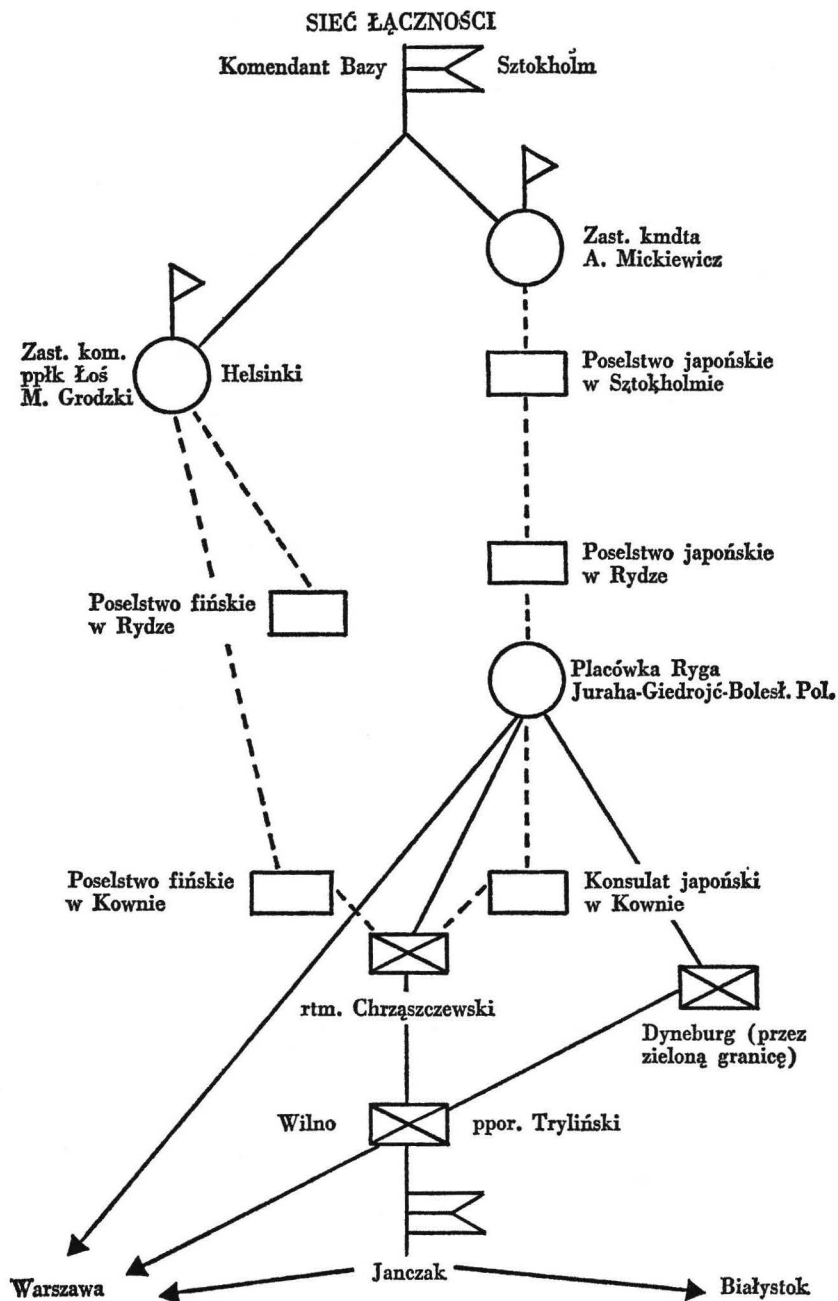 SIEĆ ŁĄCZNOŚCI
Komendant Bazy
Sztokholm
Zast. kmdta
A. Mickiewicz
Zast. kom.
ppłk Łoś
M. Grodzki
Helsinki
Poselstwo japońskie
w Sztokholmie
Poselstwo japońskie
w Rydze
Poselstwo fińskie
w Rydze
Placówka Ryga
Juraha-Giedrojć-Bolesł. Pol.
Poselstwo fińskie
w Kownie
Konsulat japoński
w Kownie
rtm. Chrząszczewski
Dyneburg (przez
zieloną granicę)
Wilno
ppor. Tryliński
Janczak
Warszawa
Białystok